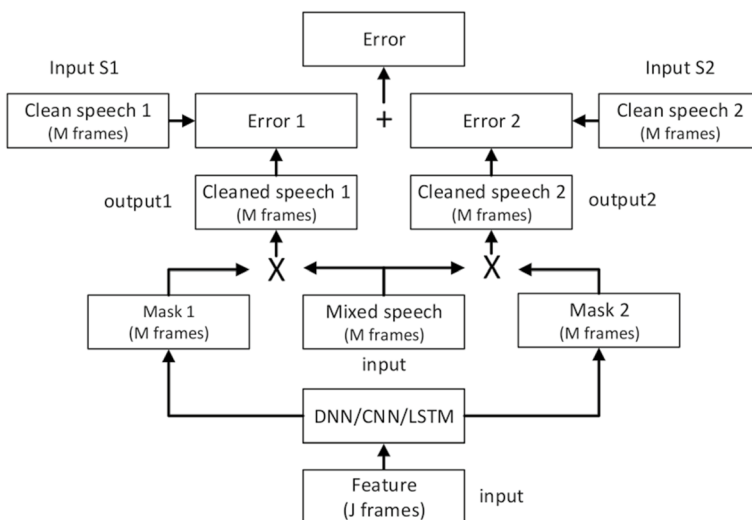 Error
Input S1
Input S2
Clean speech 1
(M frames)
Error 1
+
Error 2
Clean speech 2
(M frames)
output1
Cleaned speech 1
(M frames)
Cleaned speech 2
(M frames)
output2
X
X
Mask 1
(M frames)
Mixed speech
(M frames)
Mask 2
(M frames)
input
DNN/CNN/LSTM
Feature
(J frames)
input